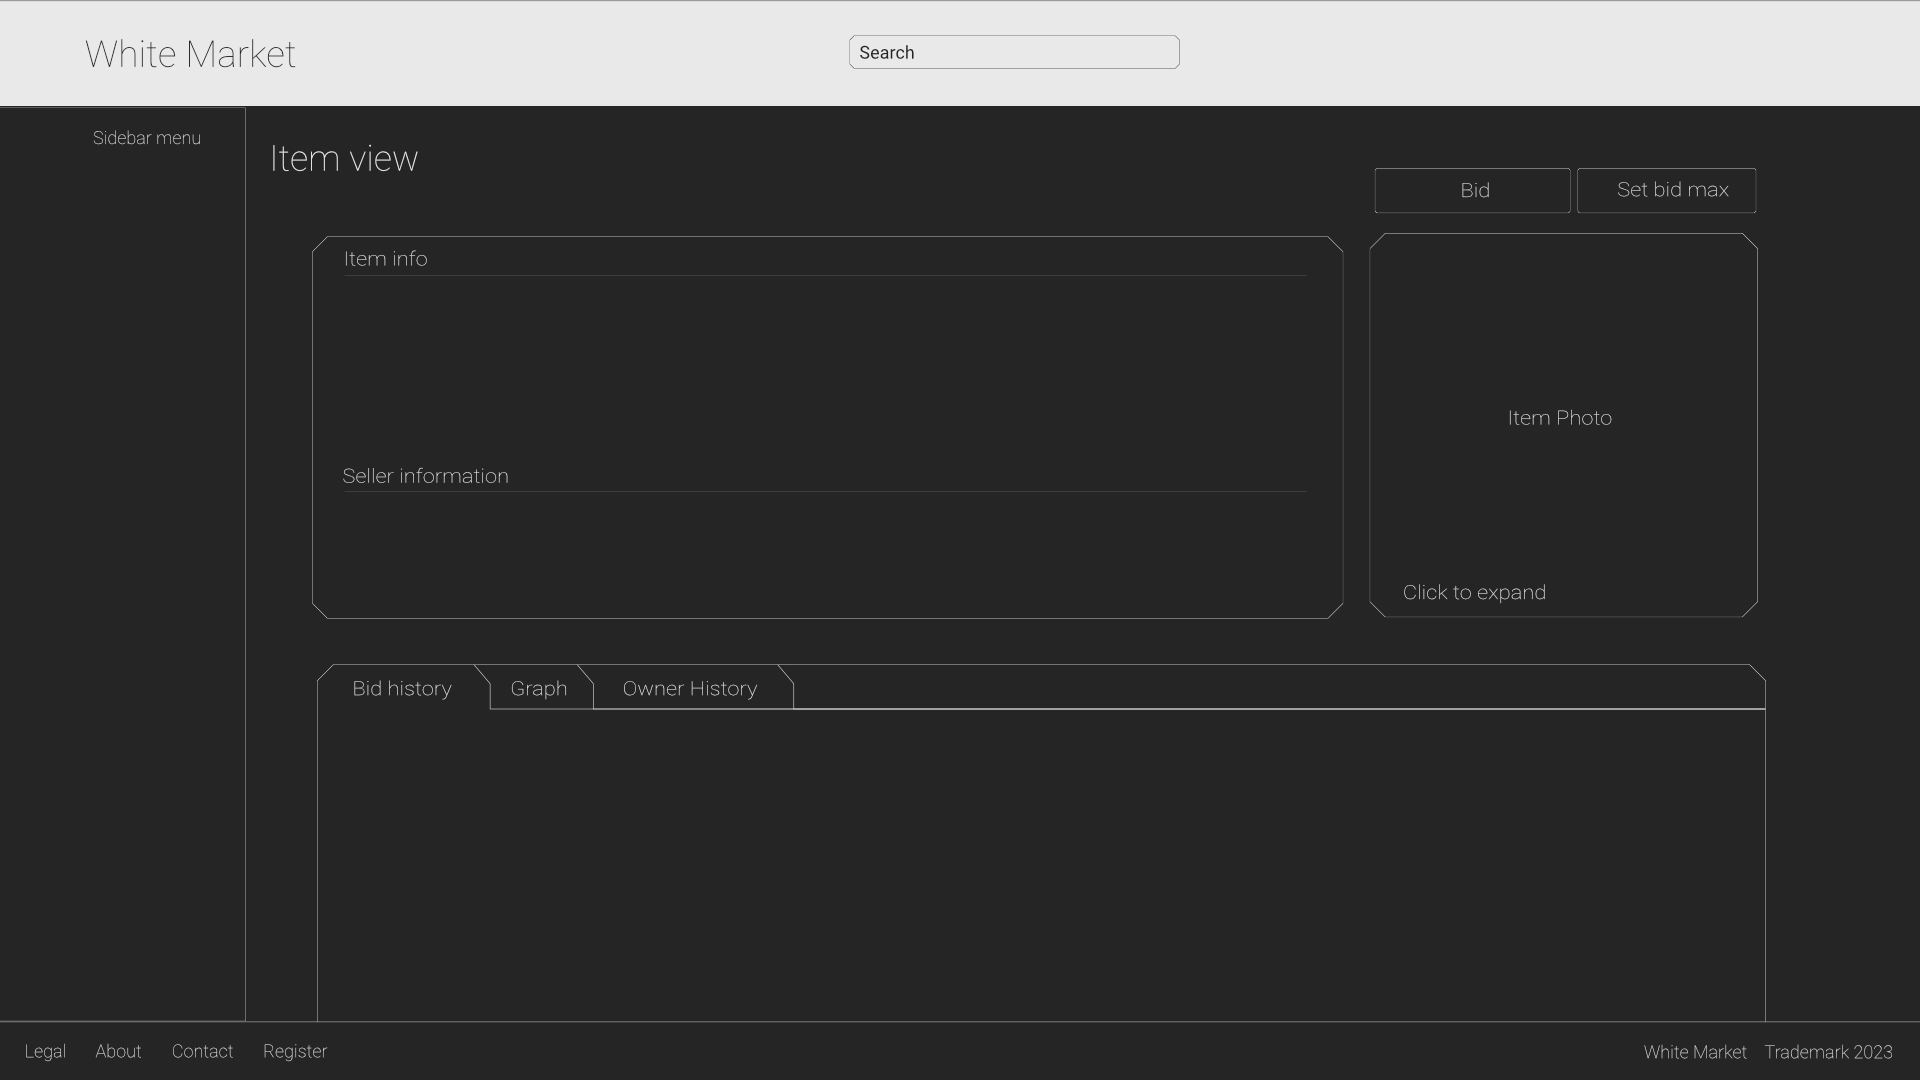 White Market
Search
Sidebar menu
Item view
Bid
Set bid max
Item info
Seller information
Item Photo
Click to expand
Bid history
Graph
Owner History
Legal
About
Contact
Register
White Market
Trademark 2023